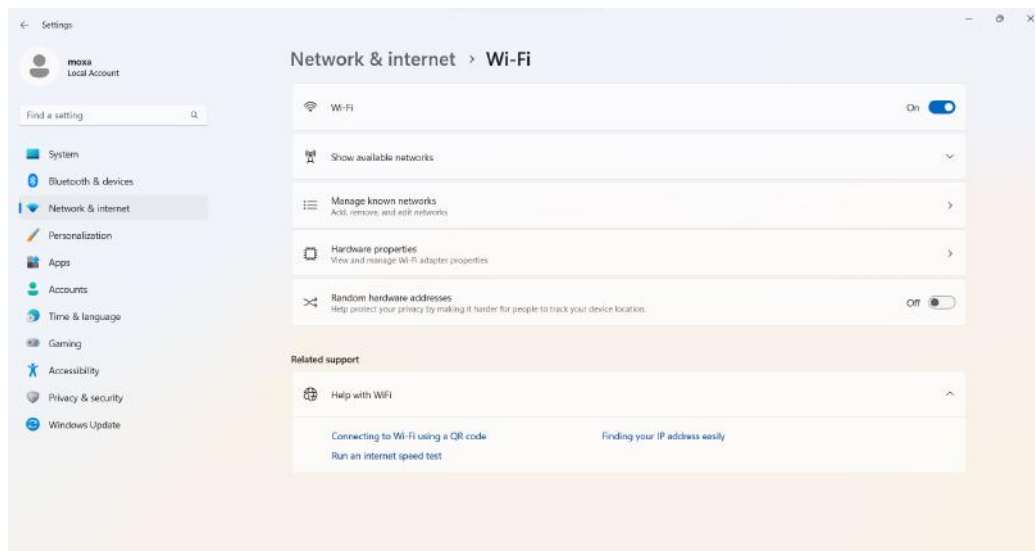 Settings
moxa
Local Account
Find a setting
System
Bluetooth & devices
Network & internet
Personalization
Apps
Accounts
Time & language
Gaming
Accessibility
Privacy & security
Windows Update
Network & internet > Wi-Fi
Wi-Fi
On
Show available networks
Manage known networks
Add, remove, and edit networks
Hardware properties
View and manage Wi-Fi adapter properties
Random hardware addresses
Help protect your privacy by making it harder for people to track your device location.
Off
Related support
Help with WiFi
Connecting to Wi-Fi using a QR code
Finding your IP address easily
Run an internet speed test